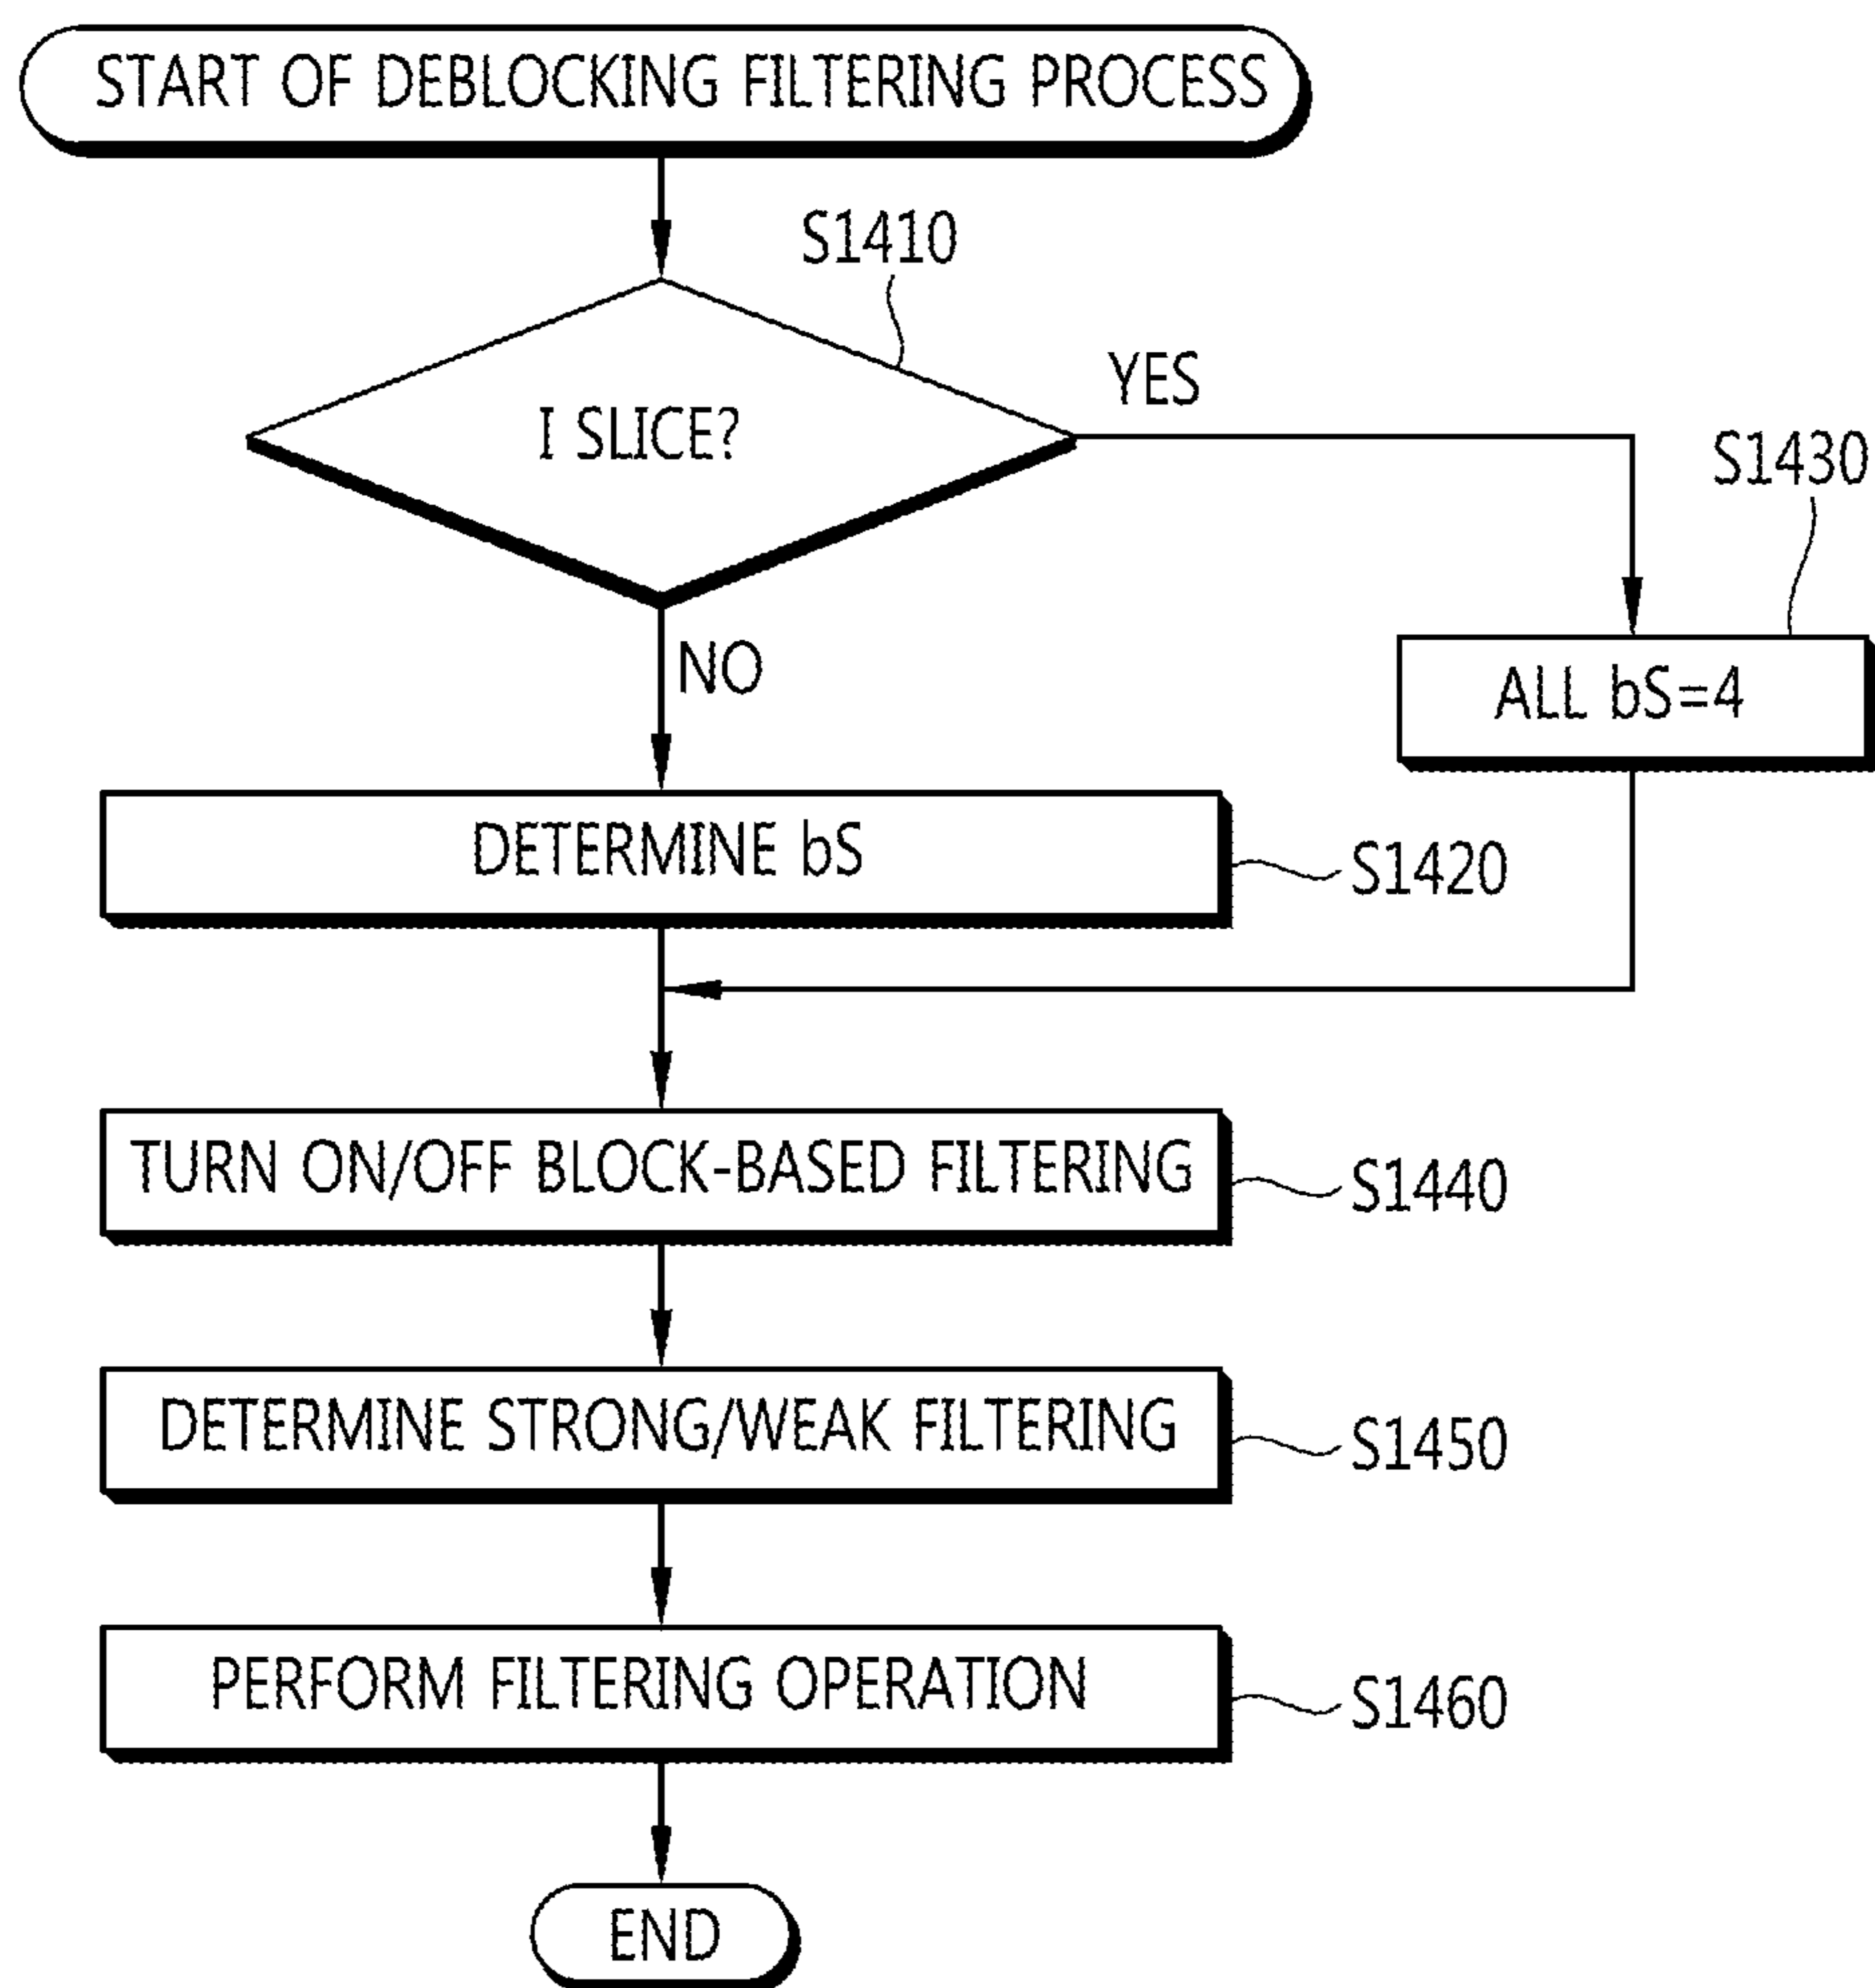 START OF DEBLOCKING FILTERING PROCESS
S1410
I SLICE?
YES
S1430
NO
ALL bS=4
DETERMINE bS
S1420
TURN ON/OFF BLOCK-BASED FILTERING
S1440
DETERMINE STRONG/WEAK FILTERING
S1450
PERFORM FILTERING OPERATION
S1460
END